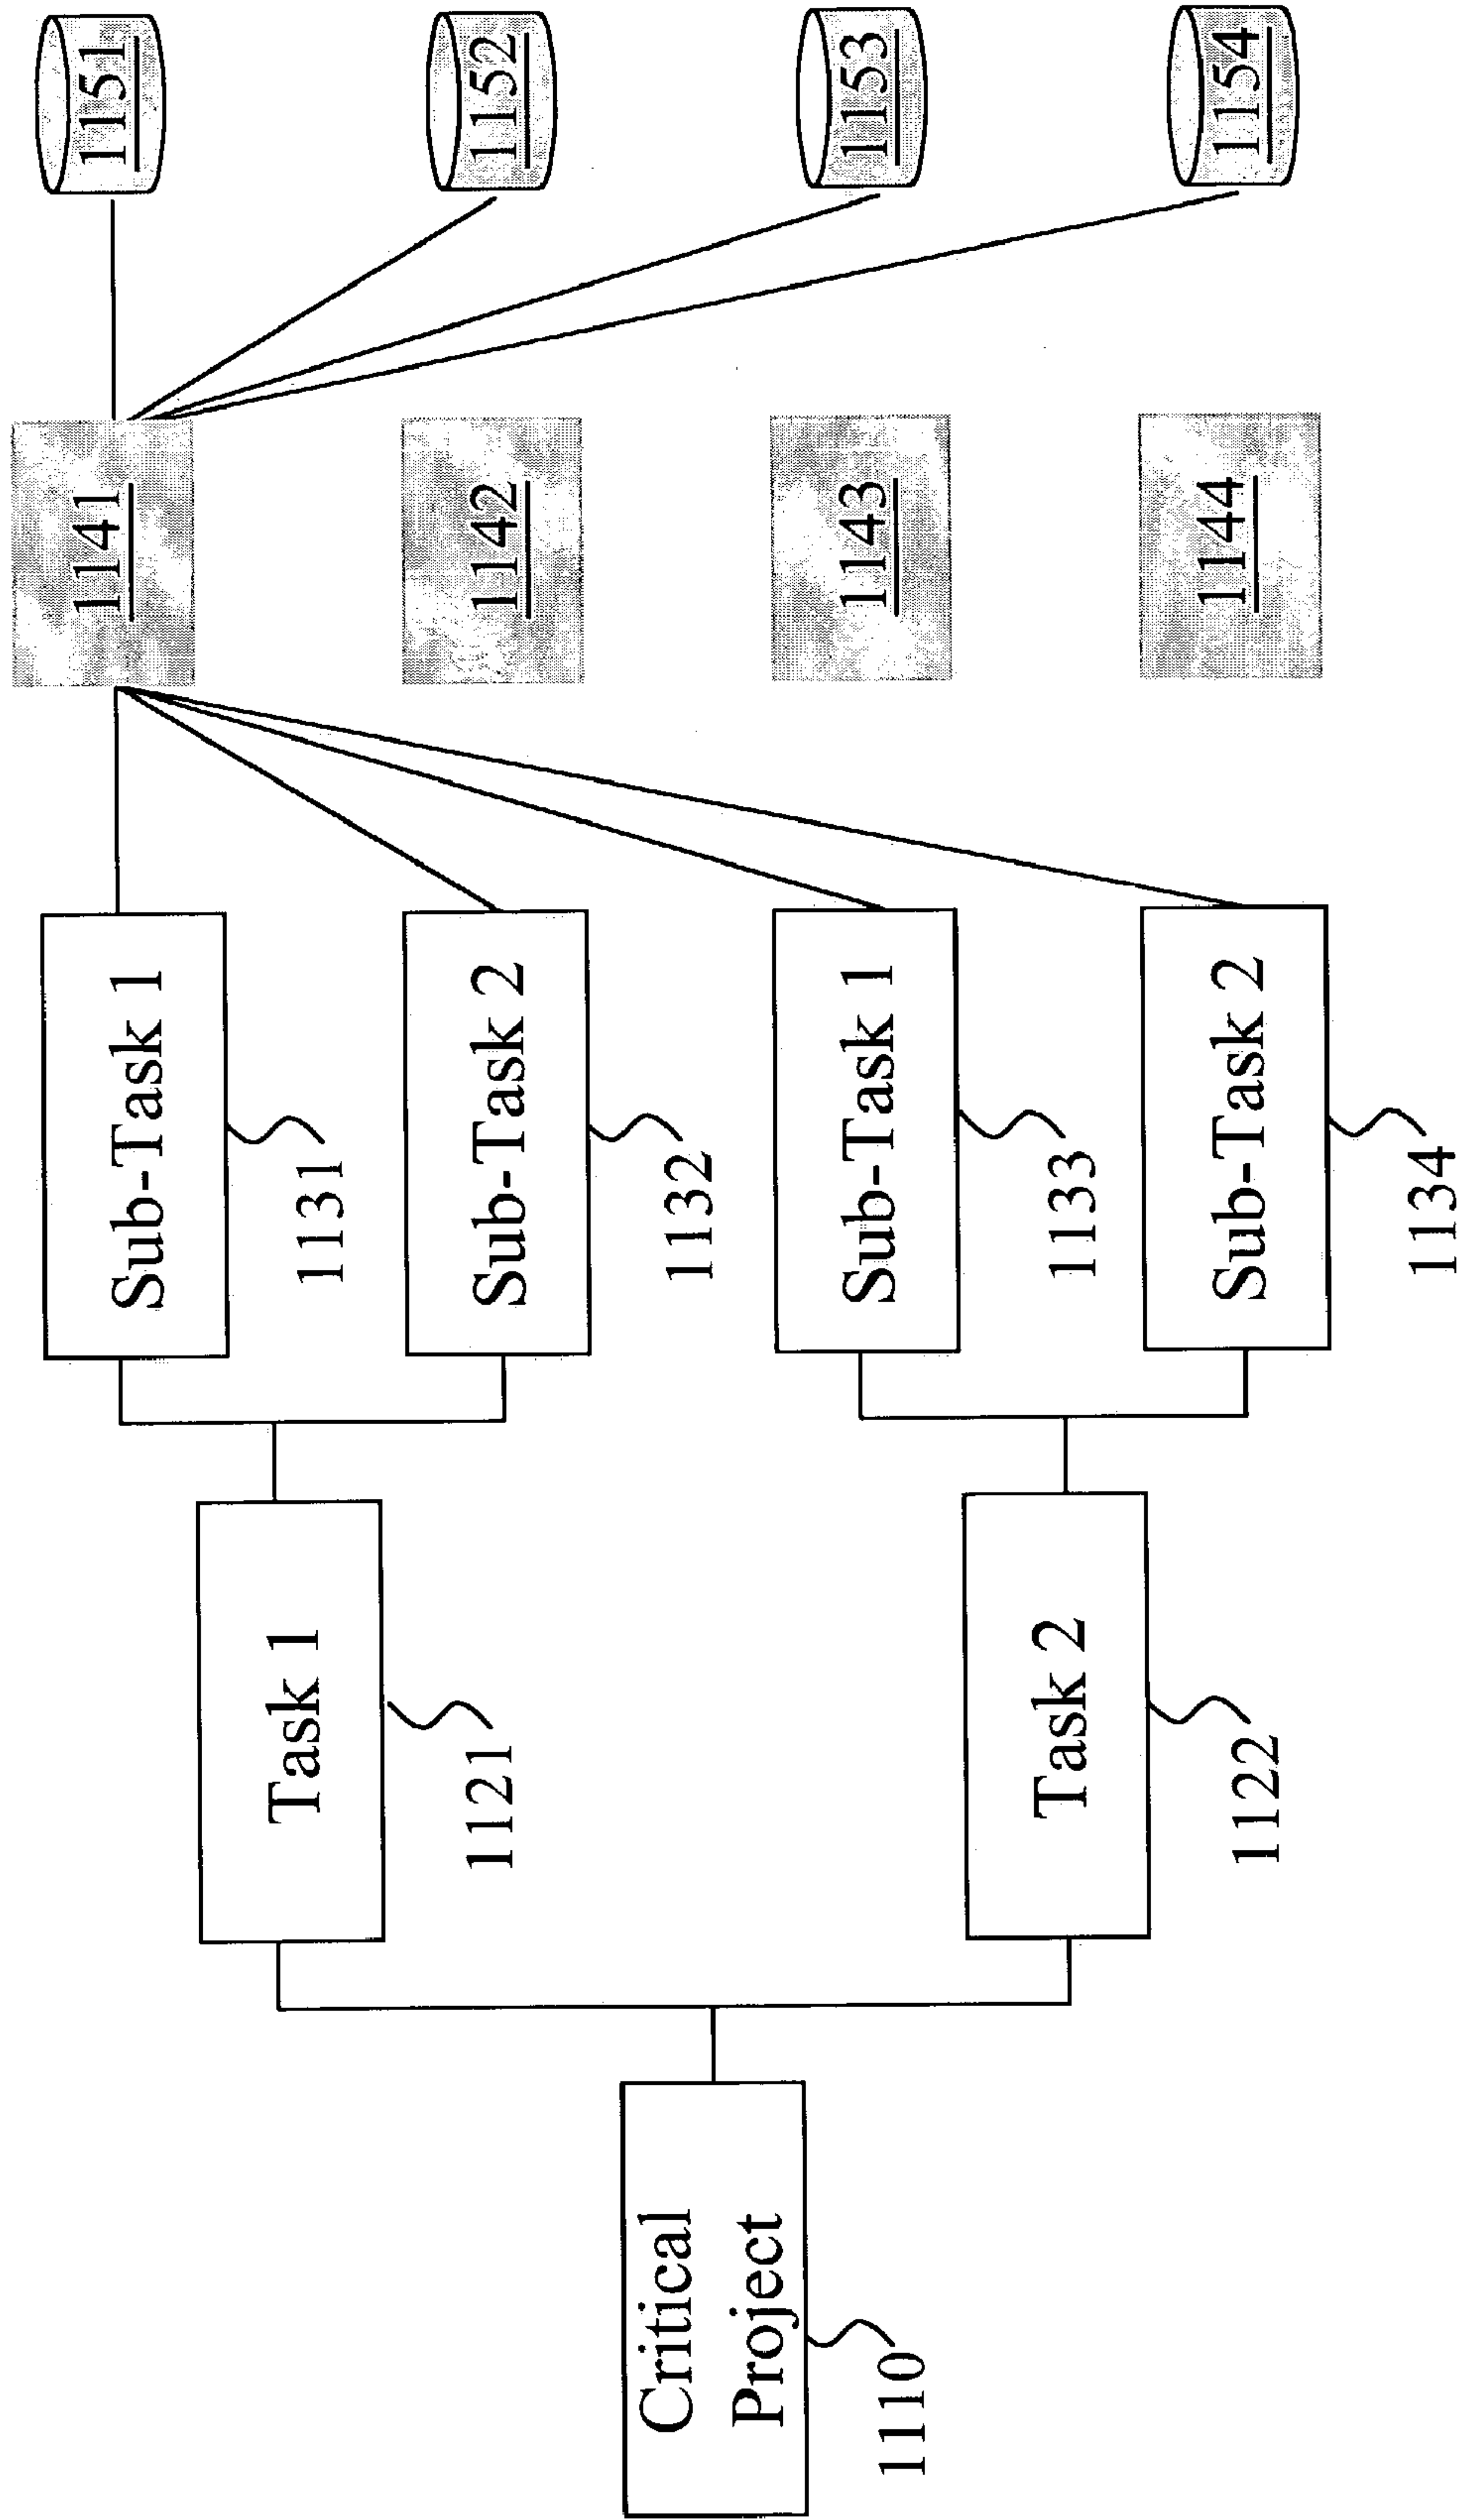 Critical
Project
1110
Task 1
1121
Task 2
1122
Sub-Task 1
1131
Sub-Task 2
1132
Sub-Task 1
1133
Sub-Task 2
1134
1141
1142
1143
1144
1151
1152
1153
1154